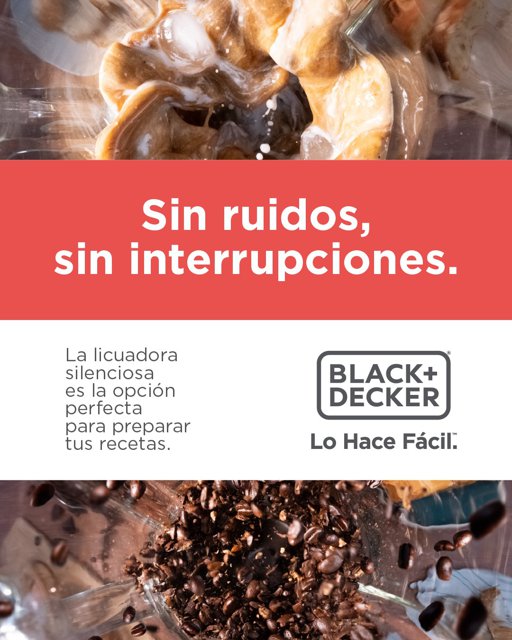 Sin ruidos,
sin interrupciones.
La licuadora
silenciosa
es la opción
perfecta
para preparar
tus recetas.
BLACK+
DECKER®
Lo Hace Fácil.™